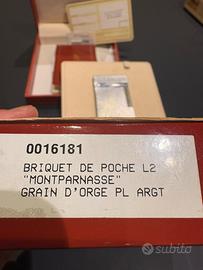 0016181
BRIQUET DE POCHE L2
"MONTPARNASSE"
GRAIN D'ORGE PL ARGT
subito